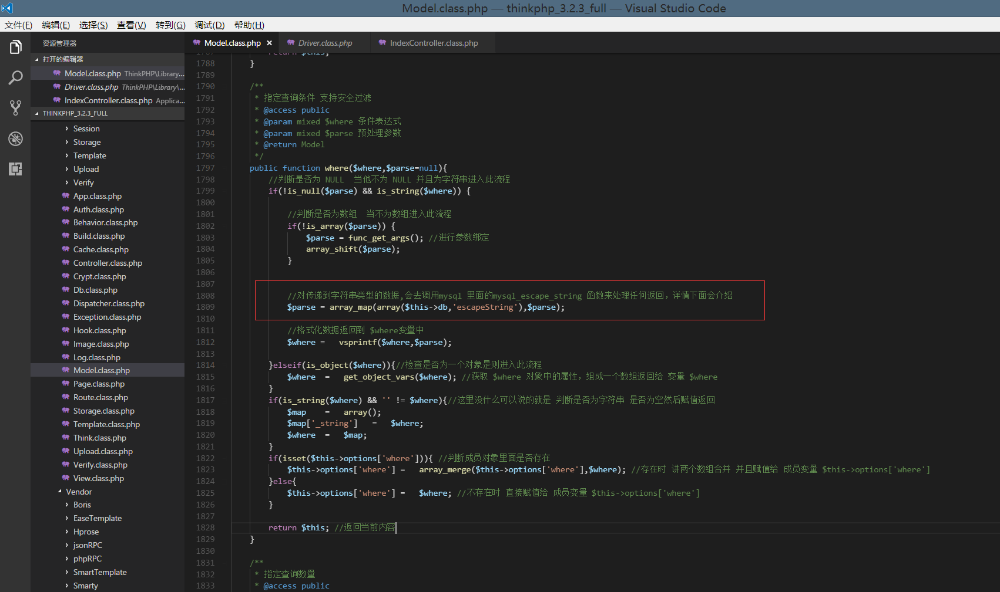 Model.class.php — thinkphp_3.2.3_full — Visual Studio Code
文件(F) 编辑(E) 选择(S) 查看(V) 转到(G) 调试(D) 帮助(H)
资源管理器
打开的编辑器
Model.class.php ThinkPHP\Library...
Driver.class.php ThinkPHP\Library\...
IndexController.class.php Applica...
THINKPHP_3.2.3_FULL
Session
Storage
Template
Upload
Verify
App.class.php
Auth.class.php
Behavior.class.php
Build.class.php
Cache.class.php
Controller.class.php
Crypt.class.php
Db.class.php
Dispatcher.class.php
Exception.class.php
Hook.class.php
Image.class.php
Log.class.php
Model.class.php
Page.class.php
Route.class.php
Storage.class.php
Template.class.php
Think.class.php
Upload.class.php
Verify.class.php
View.class.php
Vendor
Boris
EaseTemplate
Hprose
jsonRPC
phpRPC
SmartTemplate
Smarty
Model.class.php × Driver.class.php IndexController.class.php
1787 return $this;
1788 }
1789
1790 /**
1791 * 指定查询条件 支持安全过滤
1792 * @access public
1793 * @param mixed $where 条件表达式
1794 * @param mixed $parse 预处理参数
1795 * @return Model
1796 */
1797 public function where($where,$parse=null){
1798 //判断是否为 NULL  当他不为 NULL 并且为字符串进入此流程
1799 if(!is_null($parse) && is_string($where)) {
1800
1801 //判断是否为数组  当不为数组进入此流程
1802 if(!is_array($parse)) {
1803 $parse = func_get_args(); //进行参数绑定
1804 array_shift($parse);
1805 }
1806
1807
1808 //对传递到字符串类型的数据,会去调用mysql 里面的mysql_escape_string 函数来处理任何返回，详情下面会介绍
1809 $parse = array_map(array($this->db,'escapeString'),$parse);
1810
1811 //格式化数据返回到 $where变量中
1812 $where =   vsprintf($where,$parse);
1813
1814 }elseif(is_object($where)){//检查是否为一个对象是则进入此流程
1815 $where  =   get_object_vars($where); //获取 $where 对象中的属性，组成一个数组返回给 变量 $where
1816 }
1817 if(is_string($where) && '' != $where){//这里没什么可以说的就是 判断是否为字符串 是否为空然后赋值返回
1818 $map    =   array();
1819 $map['_string']   =   $where;
1820 $where  =   $map;
1821 }
1822 if(isset($this->options['where'])){ //判断成员对象里面是否存在
1823 $this->options['where'] =   array_merge($this->options['where'],$where); //存在时 讲两个数组合并 并且赋值给 成员变量 $this->options['where']
1824 }else{
1825 $this->options['where'] =   $where; //不存在时 直接赋值给 成员变量 $this->options['where']
1826 }
1827
1828 return $this; //返回当前内容
1829 }
1830
1831 /**
1832 * 指定查询数量
1833 * @access public